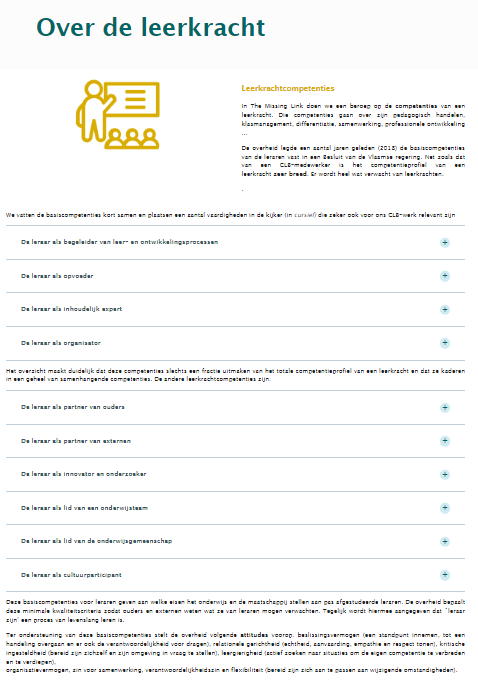 Over de leerkracht
Leerkrachtcompetenties
In The Missing Link doen we een beroep op de competenties van een
leerkracht. Die competenties gaan over zijn pedagogisch handelen,
klasmanagement, differentiatie, samenwerking, professionele ontwikkeling
...
De overheid legde een aantal jaren geleden (2018) de basiscompetenties
van de leraren vast in een Besluit van de Vlaamse regering. Net zoals dat
van een CLB-medewerker is het competentieprofiel van een
leerkracht zeer breed. Er wordt heel wat verwacht van leerkrachten.
.
We vatten de basiscompetenties kort samen en plaatsen een aantal vaardigheden in de kijker (in cursief) die zeker ook voor ons CLB-werk relevant zijn
De leraar als begeleider van leer- en ontwikkelingsprocessen +
De leraar als opvoeder +
De leraar als inhoudelijk expert +
De leraar als organisator +
Het overzicht maakt duidelijk dat deze competenties slechts een fractie uitmaken van het totale competentieprofiel van een leerkracht en dat ze kaderen
in een geheel van samenhangende competenties. De andere leerkrachtcompetenties zijn:
De leraar als partner van ouders +
De leraar als partner van externen +
De leraar als innovator en onderzoeker +
De leraar als lid van een onderwijsteam +
De leraar als lid van de onderwijsgemeenschap +
De leraar als cultuurparticipant +
Deze basiscompetenties voor leraren geven aan welke eisen het onderwijs en de maatschappij stellen aan pas afgestudeerde leraren. De overheid bepaalt
deze minimale kwaliteitscriteria zodat ouders en externen weten wat ze van leraren mogen verwachten. Tegelijk wordt hiermee aangegeven dat 'leraar
zijn' een proces van levenslang leren is.
Ter ondersteuning van deze basiscompetenties stelt de overheid volgende attitudes voorop: beslissingsvermogen (een standpunt innemen, tot een
handeling overgaan en er ook de verantwoordelijkheid voor dragen), relationele gerichtheid (echtheid, aanvaarding, empathie en respect tonen), kritische
ingesteldheid (bereid zijn zichzelf en zijn omgeving in vraag te stellen), leergierigheid (actief zoeken naar situaties om de eigen competentie te verbreden
en te verdiepen),
organisatievermogen, zin voor samenwerking, verantwoordelijkheidszin en flexibiliteit (bereid zijn zich aan te passen aan wijzigende omstandigheden).